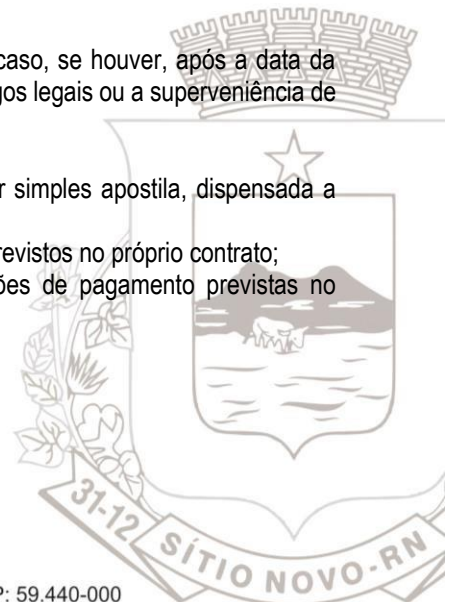 caso, se houver, após a data da
gos legais ou a superveniência de
r simples apostila, dispensada a
revistos no próprio contrato;
ões de pagamento previstas no
31-12 SÍTIO NOVO-RN
P: 59.440-000